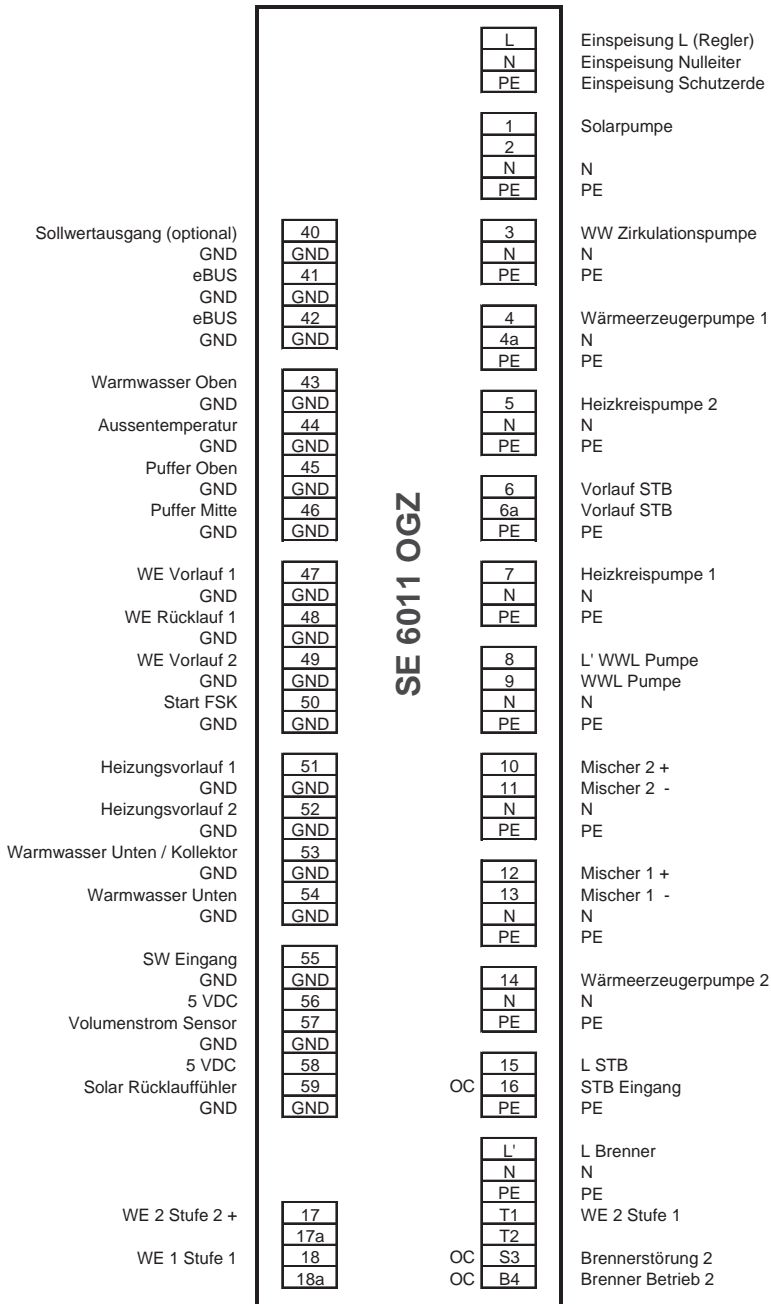 L Einspeisung L (Regler)
N Einspeisung Nulleiter
PE Einspeisung Schutzerde
1 Solarpumpe
2
N N
PE PE
Sollwertausgang (optional) 40 3 WW Zirkulationspumpe
GND GND N N
eBUS 41 PE PE
GND GND
eBUS 42 4 Wärmeerzeugerpumpe 1
GND GND 4a N
PE PE
Warmwasser Oben 43
GND GND 5 Heizkreispumpe 2
Aussentemperatur 44 N N
GND GND PE PE
Puffer Oben 45
GND GND 6 Vorlauf STB
Puffer Mitte 46 6a Vorlauf STB
GND GND PE PE
SE 6011 OGZ
WE Vorlauf 1 47 7 Heizkreispumpe 1
GND GND N N
WE Rücklauf 1 48 PE PE
GND GND
WE Vorlauf 2 49 8 L' WWL Pumpe
GND GND 9 WWL Pumpe
Start FSK 50 N N
GND GND PE PE
Heizungsvorlauf 1 51 10 Mischer 2 +
GND GND 11 Mischer 2 -
Heizungsvorlauf 2 52 N N
GND GND PE PE
Warmwasser Unten / Kollektor 53
GND GND 12 Mischer 1 +
Warmwasser Unten 54 13 Mischer 1 -
GND GND N N
PE PE
SW Eingang 55
GND GND 14 Wärmeerzeugerpumpe 2
5 VDC 56 N N
Volumenstrom Sensor 57 PE PE
GND GND
5 VDC 58 15 L STB
Solar Rücklauffühler 59 OC 16 STB Eingang
GND GND PE PE
L' L Brenner
N N
PE PE
WE 2 Stufe 2 + 17 T1 WE 2 Stufe 1
17a T2
WE 1 Stufe 1 18 OC S3 Brennerstörung 2
18a OC B4 Brenner Betrieb 2